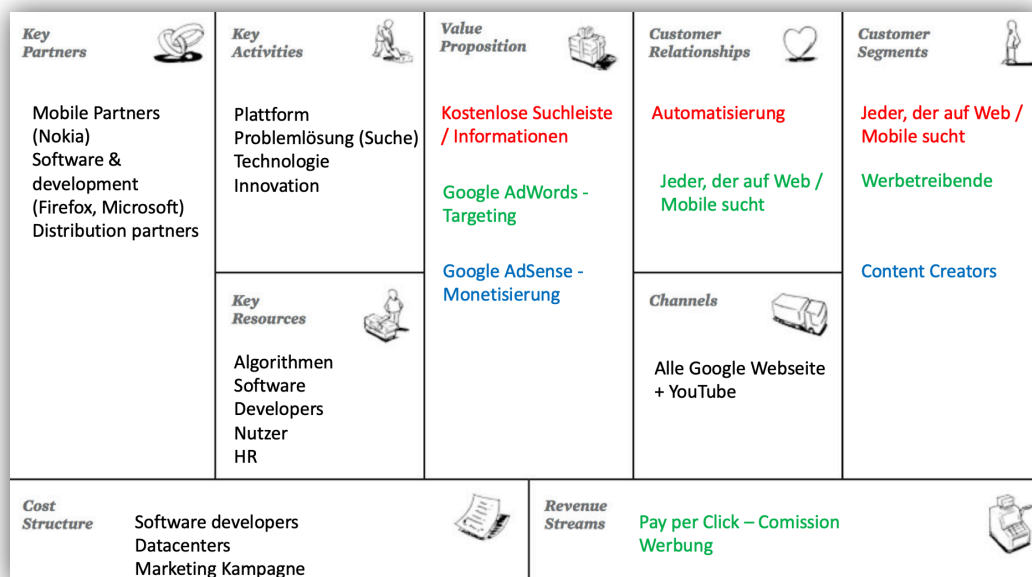 Key
Partners
Mobile Partners
(Nokia)
Software &
development
(Firefox, Microsoft)
Distribution partners
Key
Activities
Plattform
Problemlösung (Suche)
Technologie
Innovation
Key
Resources
Algorithmen
Software
Developers
Nutzer
HR
Value
Proposition
Kostenlose Suchleiste
/ Informationen
Google AdWords -
Targeting
Google AdSense -
Monetisierung
Customer
Relationships
Automatisierung
Jeder, der auf Web /
Mobile sucht
Channels
Alle Google Webseite
+ YouTube
Customer
Segments
Jeder, der auf Web /
Mobile sucht
Werbetreibende
Content Creators
Cost
Structure
Software developers
Datacenters
Marketing Kampagne
Revenue
Streams
Pay per Click – Comission
Werbung